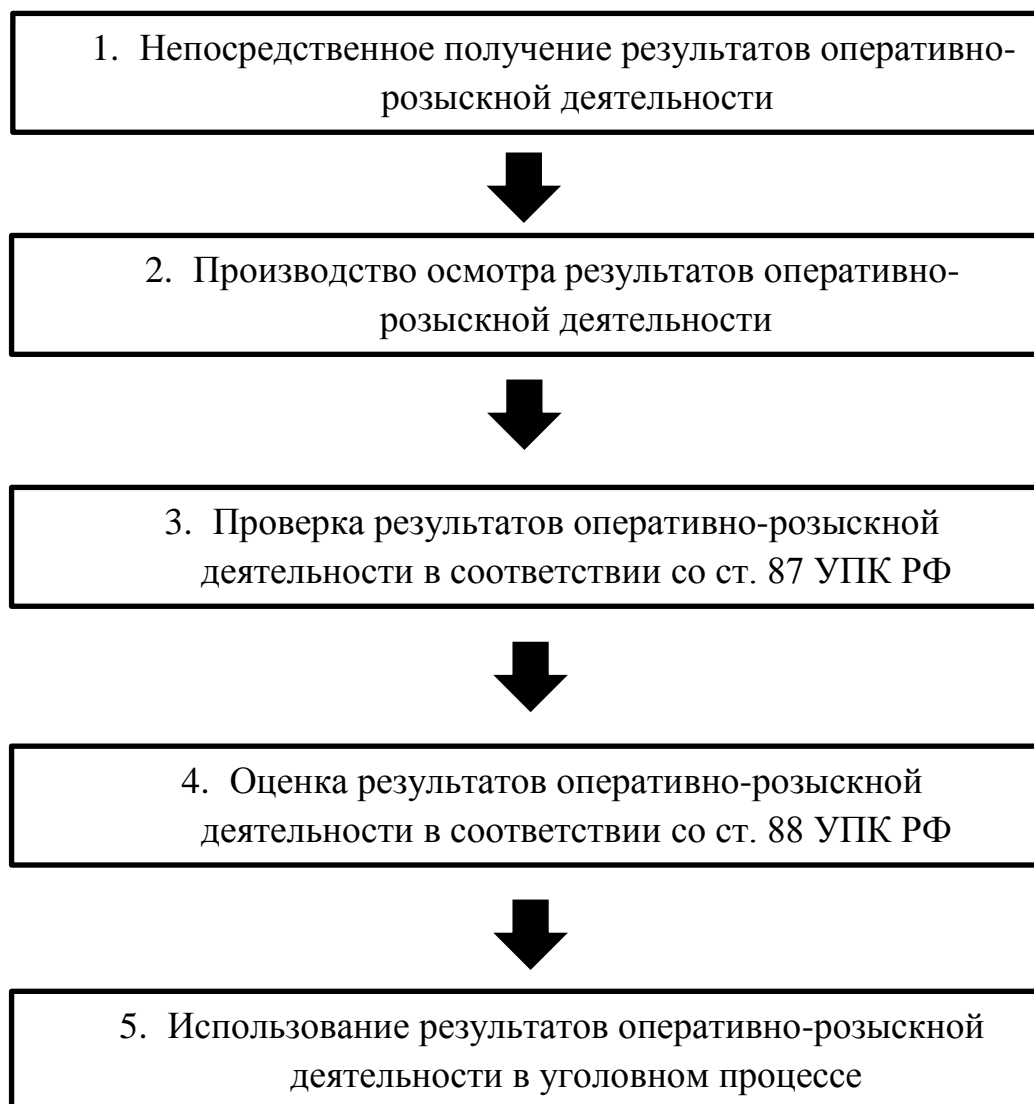 1. Непосредственное получение результатов оперативно-
розыскной деятельности
2. Производство осмотра результатов оперативно-
розыскной деятельности
3. Проверка результатов оперативно-розыскной
деятельности в соответствии со ст. 87 УПК РФ
4. Оценка результатов оперативно-розыскной
деятельности в соответствии со ст. 88 УПК РФ
5. Использование результатов оперативно-розыскной
деятельности в уголовном процессе